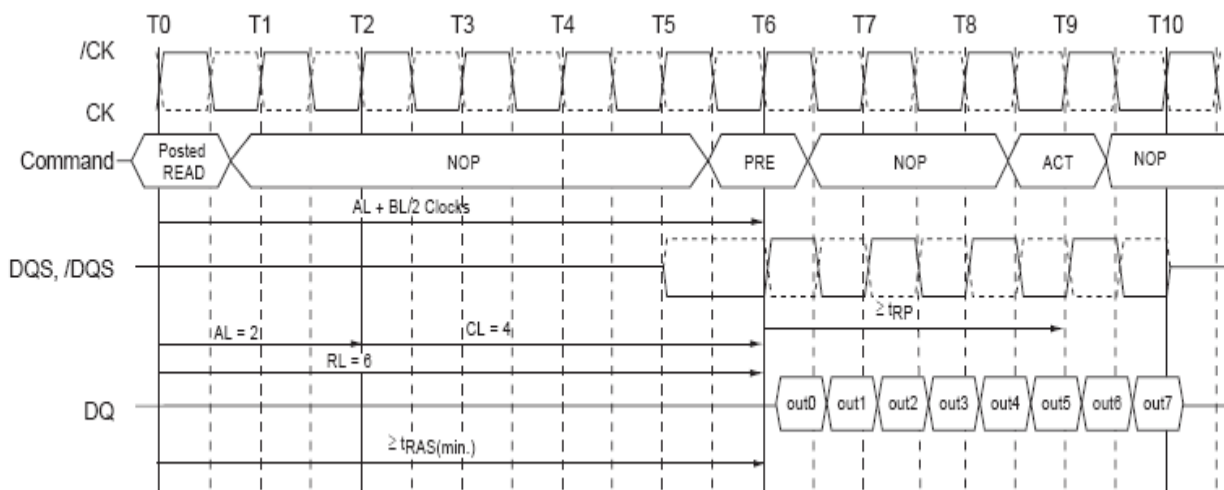 T0 T1 T2 T3 T4 T5 T6 T7 T8 T9 T10
/CK
CK
Command
Posted
READ
NOP
PRE
NOP
ACT
NOP
AL + BL/2 Clocks
DQS, /DQS
≥ tRP
AL = 2
CL = 4
RL = 6
DQ
out0 out1 out2 out3 out4 out5 out6 out7
≥ tRAS(min.)